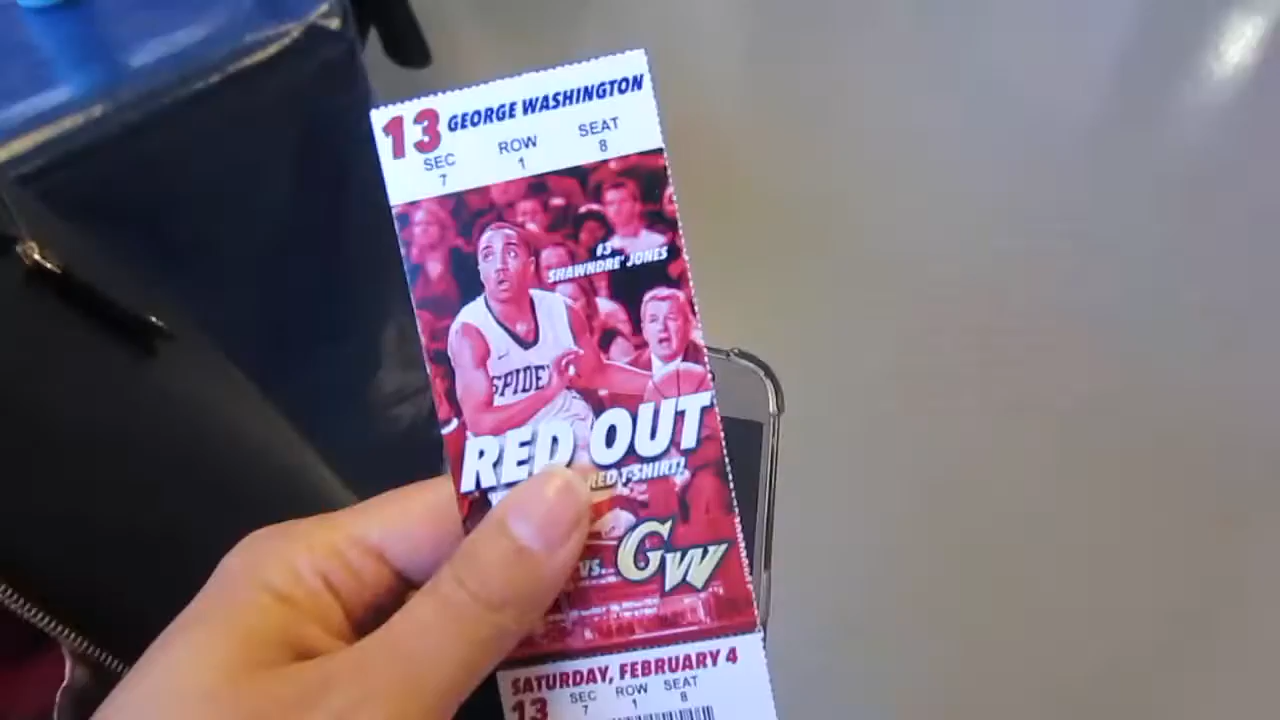 13 GEORGE WASHINGTON
SEC ROW SEAT
7 1 8
#3
SHAWNDRE' JONES
SPIDE
RED OUT
RED T-SHIRT!
VS. GW
SATURDAY, FEBRUARY 4
13 SEC ROW SEAT
7 1 8